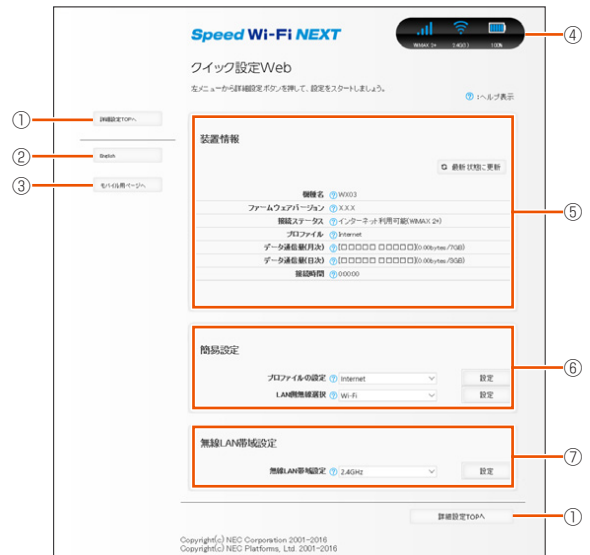 Speed Wi-Fi NEXT
WiMAX 2+ 2.4G(1) 100%
④
クイック設定Web
左メニューから詳細設定ボタンを押して、設定をスタートしましょう。
? :ヘルプ表示
① 詳細設定TOPへ
② English
③ モバイル用ページへ
装置情報
最新状態に更新
機種名 ? WX03
ファームウェアバージョン ? X.X.X
接続ステータス ? インターネット利用可能(WiMAX 2+)
⑤
プロファイル ? Internet
データ通信量(月次) ? [□□□□□ □□□□□](0.00bytes/7GB)
データ通信量(日次) ? [□□□□□ □□□□□](0.00bytes/3GB)
接続時間 ? 00000
簡易設定
⑥
プロファイルの設定 ? Internet 設定
LAN側無線選択 ? Wi-Fi 設定
無線LAN帯域設定
⑦
無線LAN帯域設定 ? 2.4GHz 設定
詳細設定TOPへ ①
Copyright(c) NEC Corporation 2001-2016
Copyright(c) NEC Platforms, Ltd. 2001-2016